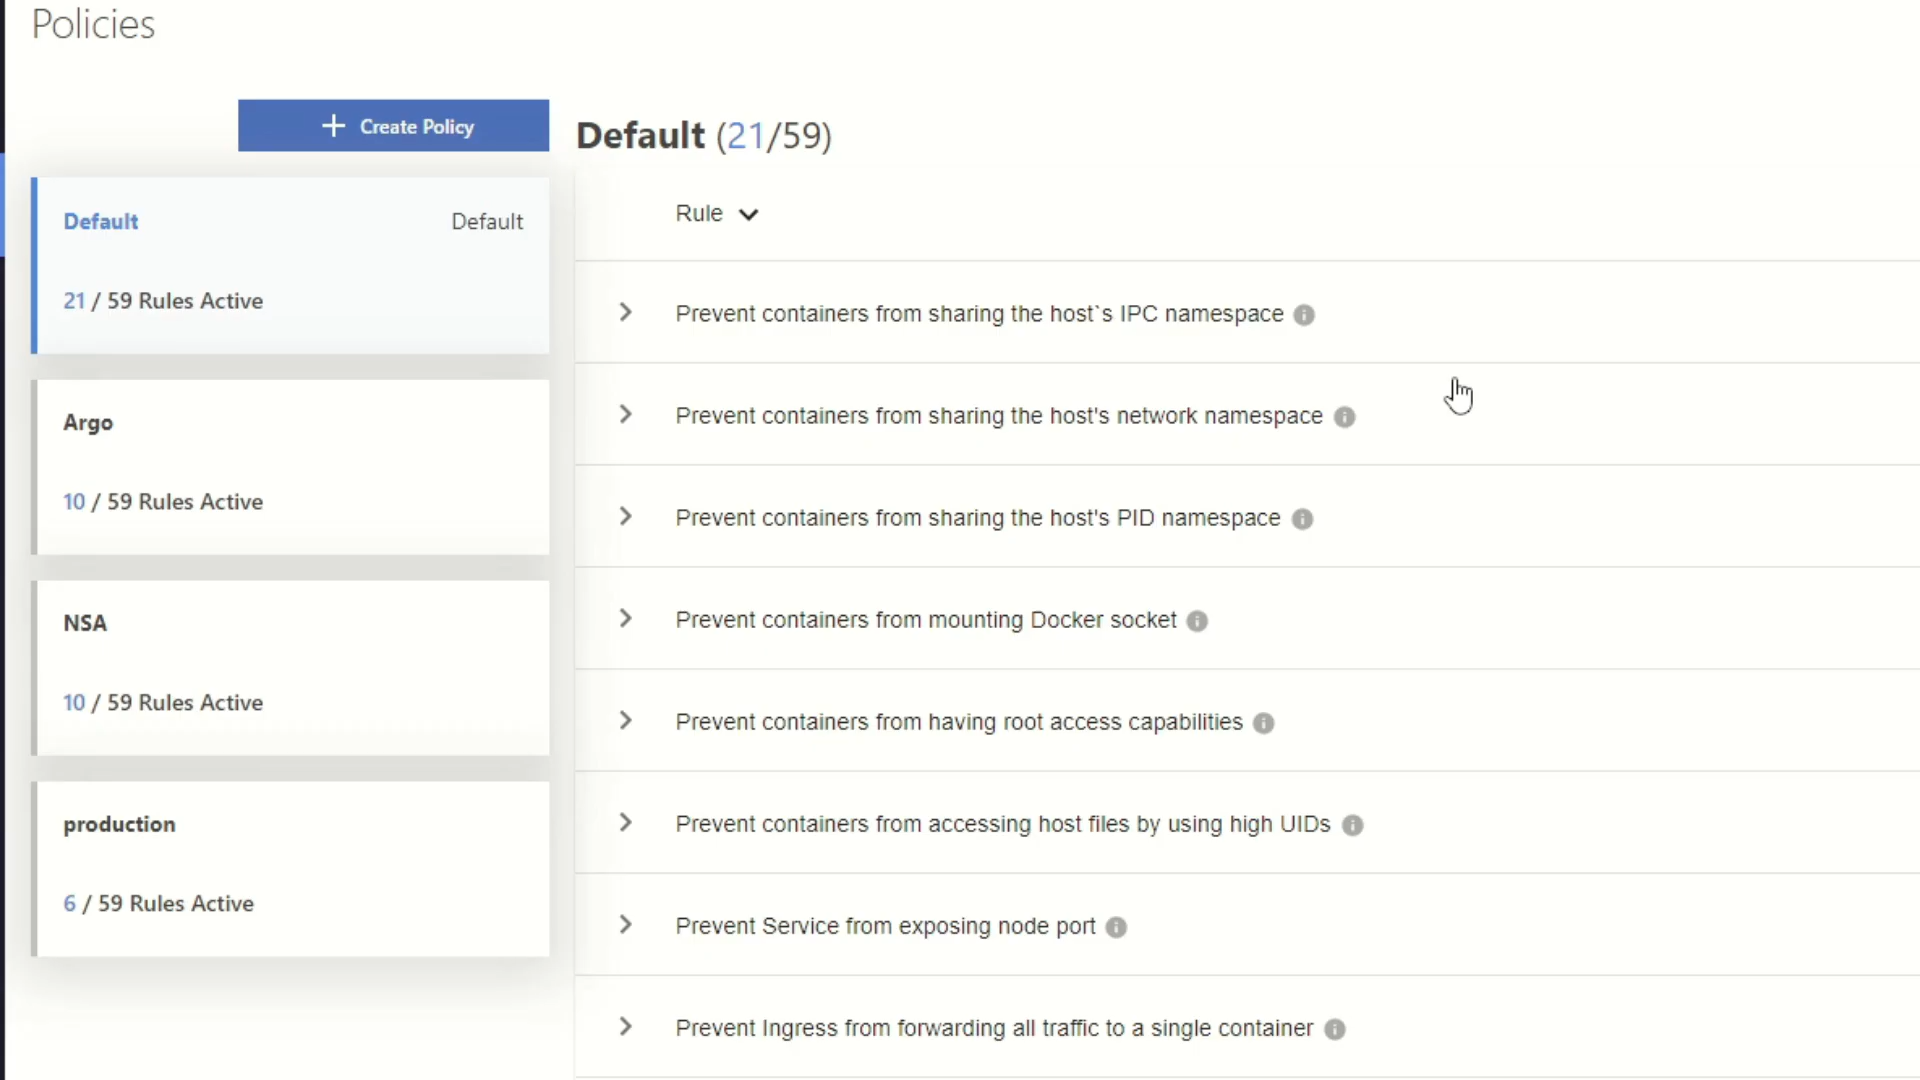 Policies
Create Policy
Default
Default
21 / 59 Rules Active
Argo
10 / 59 Rules Active
NSA
10 / 59 Rules Active
production
6 / 59 Rules Active
Default (21/59)
Rule
Prevent containers from sharing the host`s IPC namespace
Prevent containers from sharing the host's network namespace
Prevent containers from sharing the host's PID namespace
Prevent containers from mounting Docker socket
Prevent containers from having root access capabilities
Prevent containers from accessing host files by using high UIDs
Prevent Service from exposing node port
Prevent Ingress from forwarding all traffic to a single container